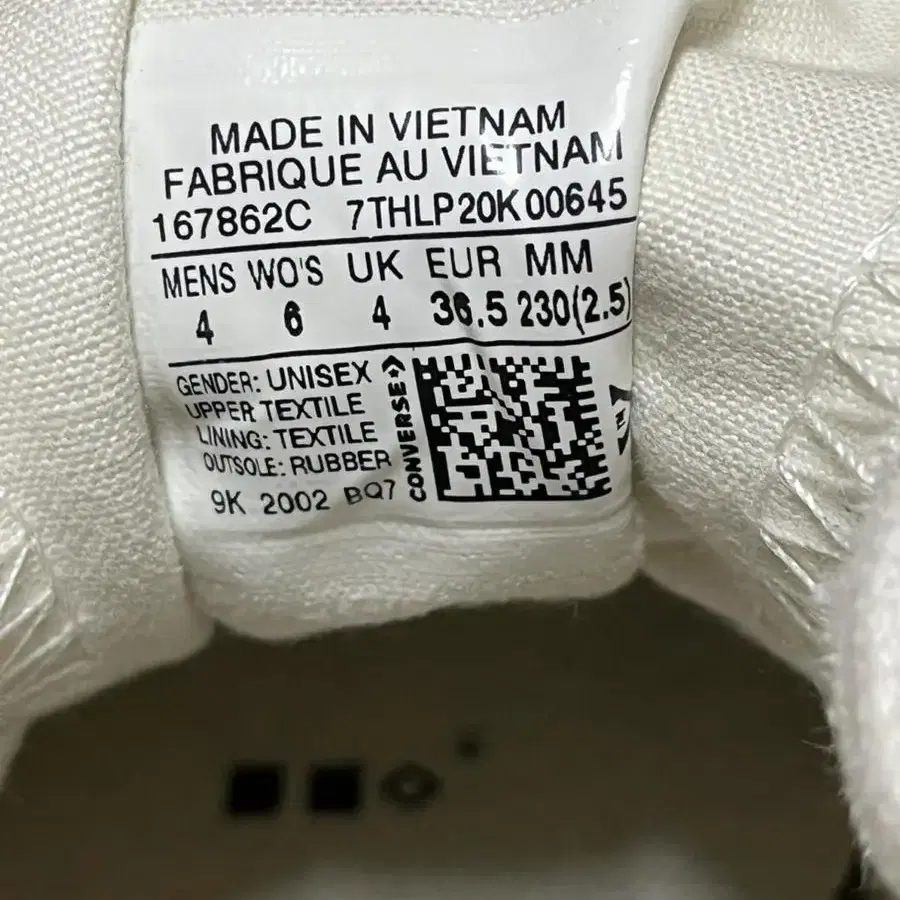 MADE IN VIETNAM
FABRIQUE AU VIETNAM
167862C 7THLP20K00645
MENS WO'S UK EUR MM
4 6 4 36.5 230(2.5)
GENDER: UNISEX
UPPER TEXTILE
LINING: TEXTILE
OUTSOLE: RUBBER
9K 2002 BQ7
CONVERSE